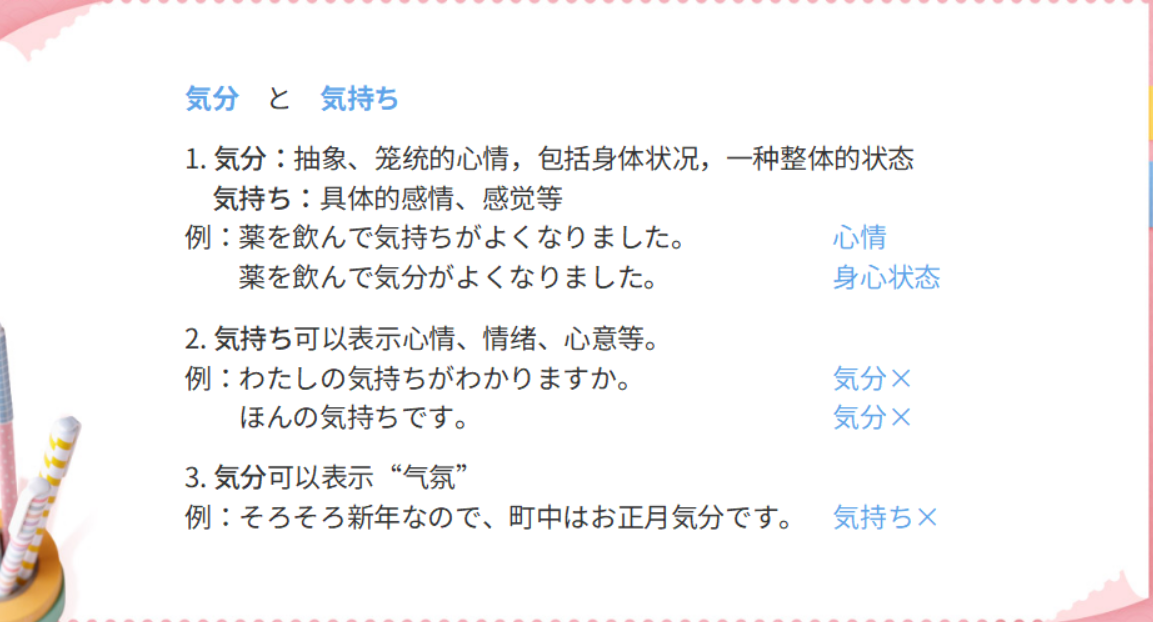 気分　と　気持ち
1. 気分：抽象、笼统的心情，包括身体状况，一种整体的状态
気持ち：具体的感情、感觉等
例：薬を飲んで気持ちがよくなりました。　心情
薬を飲んで気分がよくなりました。　身心状态
2. 気持ち可以表示心情、情绪、心意等。
例：わたしの気持ちがわかりますか。　気分×
ほんの気持ちです。　気分×
3. 気分可以表示“气氛”
例：そろそろ新年なので、町中はお正月気分です。　気持ち×